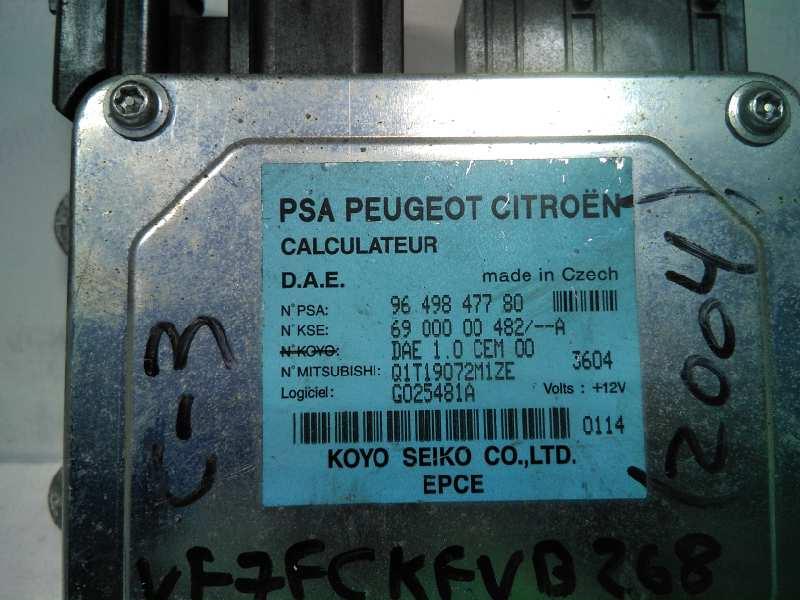 PSA PEUGEOT CITROËN
CALCULATEUR
D.A.E. made in Czech
N° PSA: 96 498 477 80
N° KSE: 69 000 00 482/--A
N° KOYO: DAE 1.0 CEM 00
N° MITSUBISHI: Q1T19072M1ZE 3604
Logiciel: G025481A Volts : +12V
0114
KOYO SEIKO CO.,LTD.
EPCE
C-3
(2004)
VF7FCKFVB268